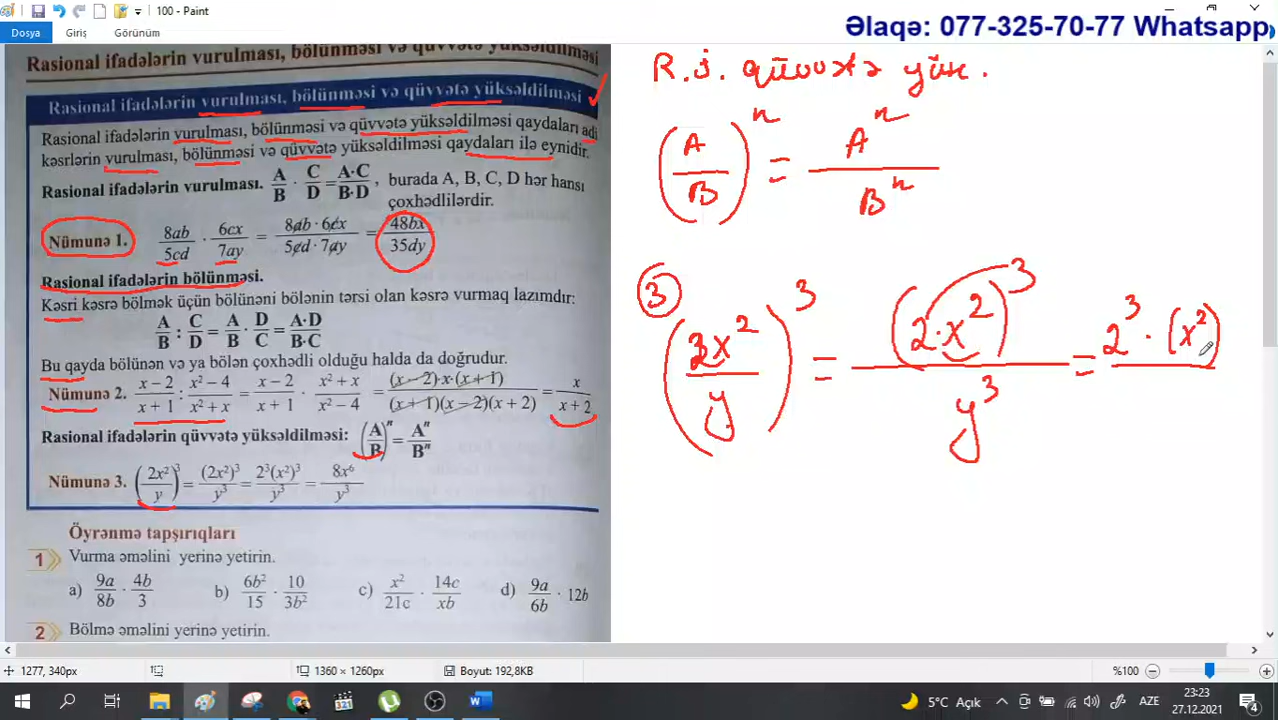 100 - Paint
Əlaqə: 077-325-70-77 Whatsapp
Dosya Giriş Görünüm
Rasional ifadələrin vurulması, bölünməsi və qüvvətə yüksəldilməsi
Rasional ifadələrin vurulması, bölünməsi və qüvvətə yüksəldilməsi
Rasional ifadələrin vurulması, bölünməsi və qüvvətə yüksəldilməsi qaydaları adi
kəsrlərin vurulması, bölünməsi və qüvvətə yüksəldilməsi qaydaları ilə eynidir.
Rasional ifadələrin vurulması. A/B · C/D = A·C/B·D, burada A, B, C, D hər hansı
çoxhədlilərdir.
Nümunə 1. 8ab/5cd · 6cx/7ay = 8ab · 6cx/5cd · 7ay = 48bx/35dy
Rasional ifadələrin bölünməsi.
Kəsri kəsrə bölmək üçün bölünəni bölənin tərsi olan kəsrə vurmaq lazımdır:
A/B : C/D = A/B · D/C = A·D/B·C
Bu qayda bölünən və ya bölən çoxhədli olduğu halda da doğrudur.
Nümunə 2. x − 2/x + 1 : x² − 4/x² + x = x − 2/x + 1 · x² + x/x² − 4 = (x − 2)·x·(x + 1)/(x + 1)(x − 2)(x + 2) = x/x + 2
Rasional ifadələrin qüvvətə yüksəldilməsi: (A/B)ⁿ = Aⁿ/Bⁿ
Nümunə 3. (2x²/y)³ = (2x²)³/y³ = 2³(x²)³/y³ = 8x⁶/y³
Öyrənmə tapşırıqları
1 Vurma əməlini yerinə yetirin.
a) 9a/8b · 4b/3 b) 6b²/15 · 10/3b² c) x²/21c · 14c/xb d) 9a/6b · 12b
2 Bölmə əməlini yerinə yetirin.
R.i. qüvvətə yük.
(A/B)ⁿ = Aⁿ/Bⁿ
③ (2x²/y)³ = (2·x²)³/y³ = 2³ · (x²)
1277, 340px 1360 × 1260px Boyut: 192,8KB %100
5°C Açık AZE 23:23
27.12.2021 4